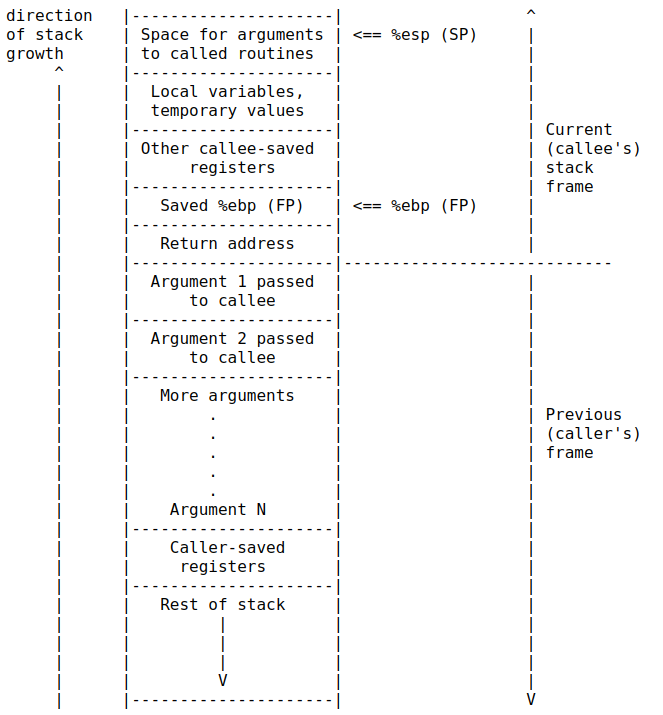 direction |---------------------| ^
of stack | Space for arguments | <== %esp (SP) |
growth | to called routines | |
^ |---------------------| |
| | Local variables, | |
| | temporary values | |
| |---------------------| | Current
| | Other callee-saved | | (callee's)
| | registers | | stack
| |---------------------| | frame
| | Saved %ebp (FP) | <== %ebp (FP) |
| |---------------------| |
| | Return address | |
| |---------------------|----------------------------
| | Argument 1 passed | |
| | to callee | |
| |---------------------| |
| | Argument 2 passed | |
| | to callee | |
| |---------------------| |
| | More arguments | |
| | . | | Previous
| | . | | (caller's)
| | . | | frame
| | . | |
| | . | |
| | Argument N | |
| |---------------------| |
| | Caller-saved | |
| | registers | |
| |---------------------| |
| | Rest of stack | |
| | | | |
| | | | |
| | | | |
| | V | |
| |---------------------| V